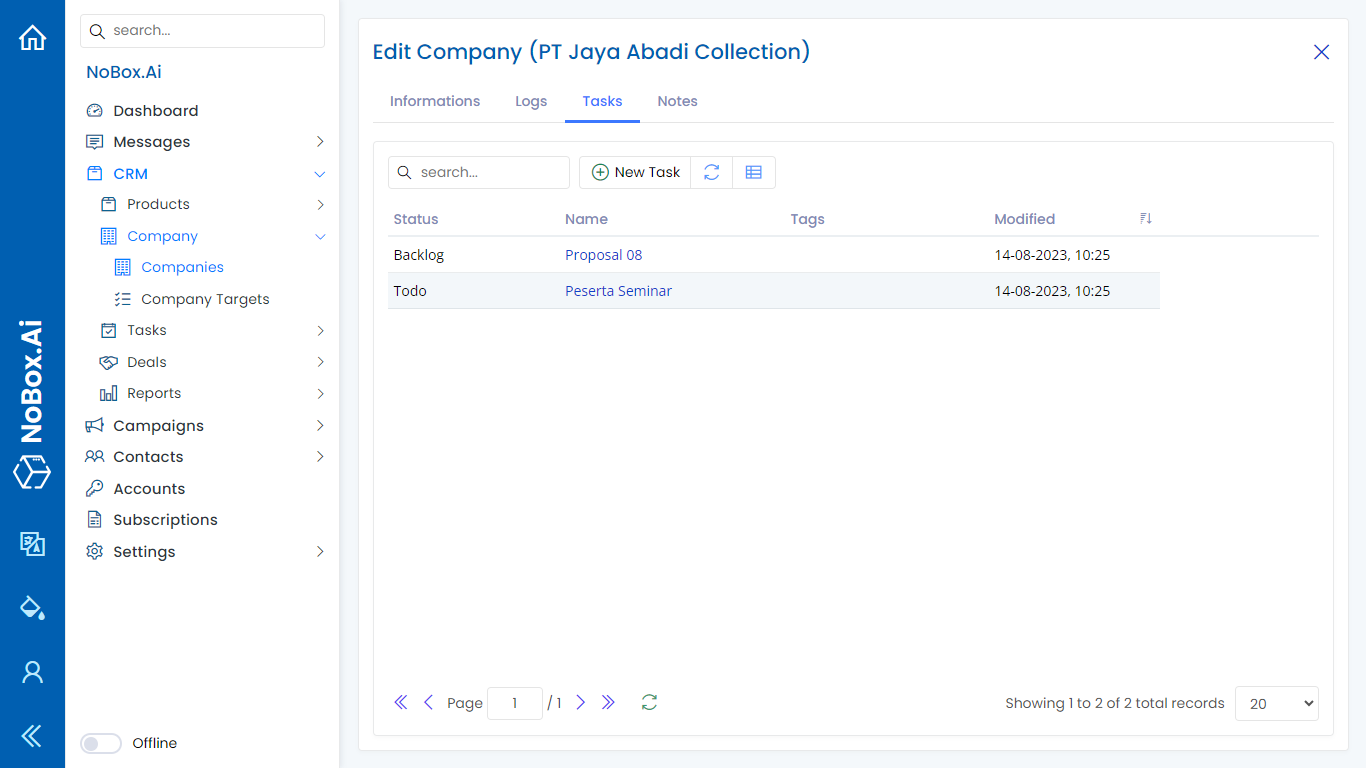 NoBox.Ai
search...
NoBox.Ai
Dashboard
Messages
CRM
Products
Company
Companies
Company Targets
Tasks
Deals
Reports
Campaigns
Contacts
Accounts
Subscriptions
Settings
Offline
Edit Company (PT Jaya Abadi Collection)
Informations Logs Tasks Notes
search... New Task
Status Name Tags Modified
Backlog Proposal 08 14-08-2023, 10:25
Todo Peserta Seminar 14-08-2023, 10:25
Page 1 / 1 Showing 1 to 2 of 2 total records 20